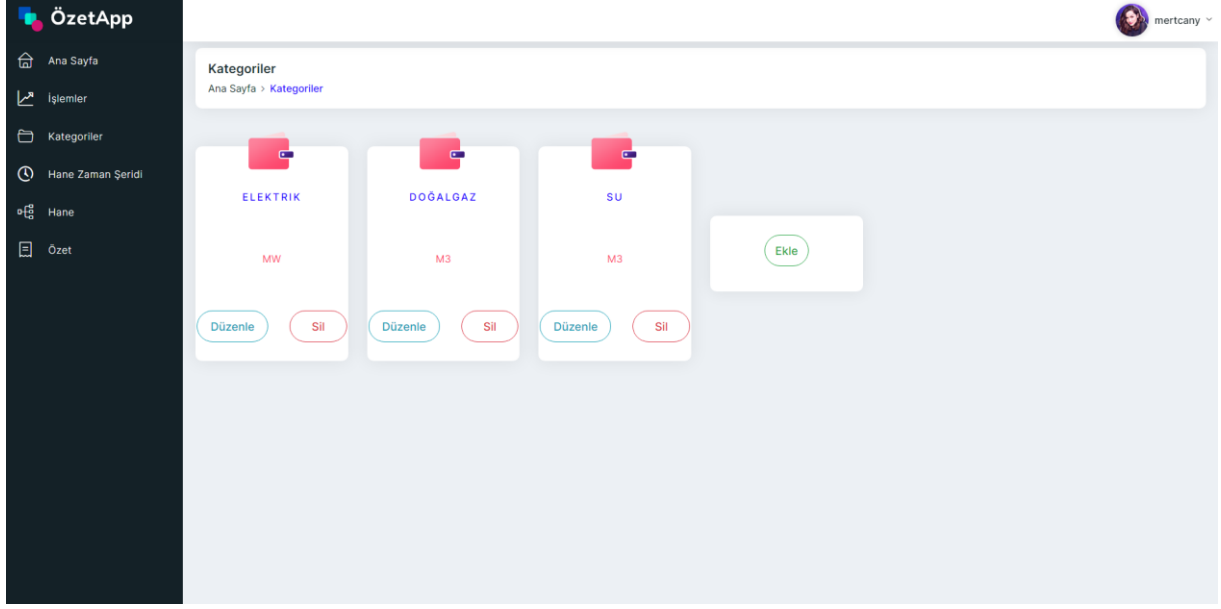 ÖzetApp
mertcany
Ana Sayfa
İşlemler
Kategoriler
Hane Zaman Şeridi
Hane
Özet
Kategoriler
Ana Sayfa > Kategoriler
ELEKTRIK
MW
Düzenle Sil
DOĞALGAZ
M3
Düzenle Sil
SU
M3
Düzenle Sil
Ekle